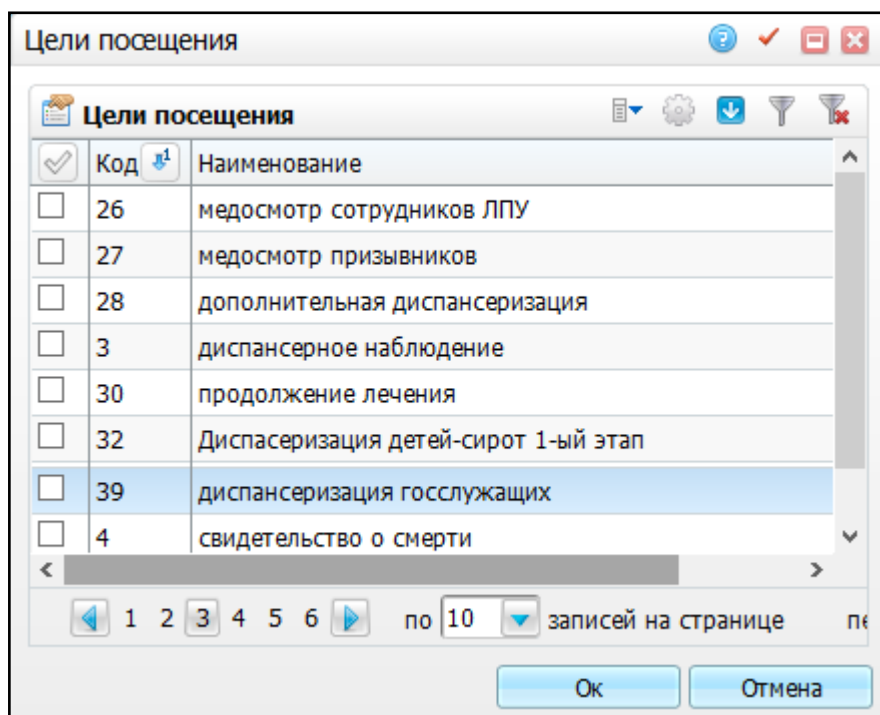 Цели посещения
Цели посещения
Код 1 Наименование
26 медосмотр сотрудников ЛПУ
27 медосмотр призывников
28 дополнительная диспансеризация
3 диспансерное наблюдение
30 продолжение лечения
32 Диспасеризация детей-сирот 1-ый этап
39 диспансеризация госслужащих
4 свидетельство о смерти
1 2 3 4 5 6 по 10 записей на странице
Ок Отмена